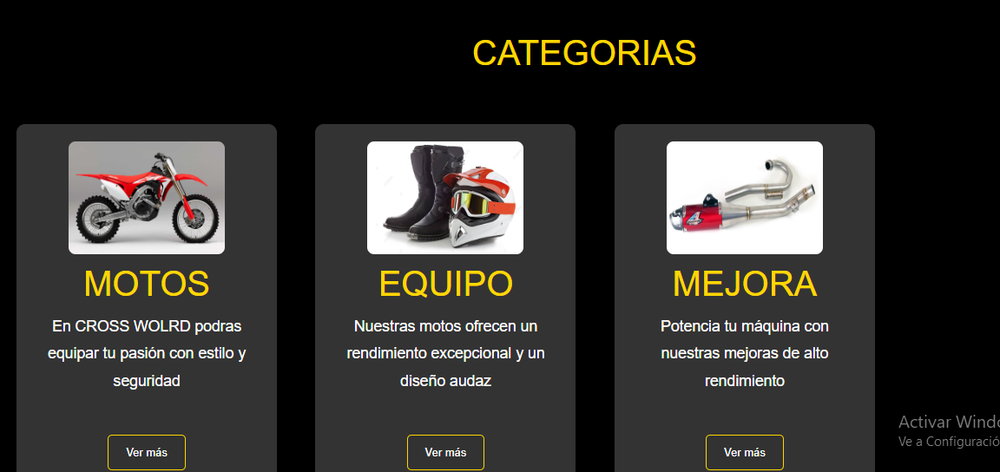 CATEGORIAS
MOTOS
En CROSS WOLRD podras
equipar tu pasión con estilo y
seguridad
Ver más
EQUIPO
Nuestras motos ofrecen un
rendimiento excepcional y un
diseño audaz
Ver más
MEJORA
Potencia tu máquina con
nuestras mejoras de alto
rendimiento
Ver más
Activar Windo
Ve a Configuració